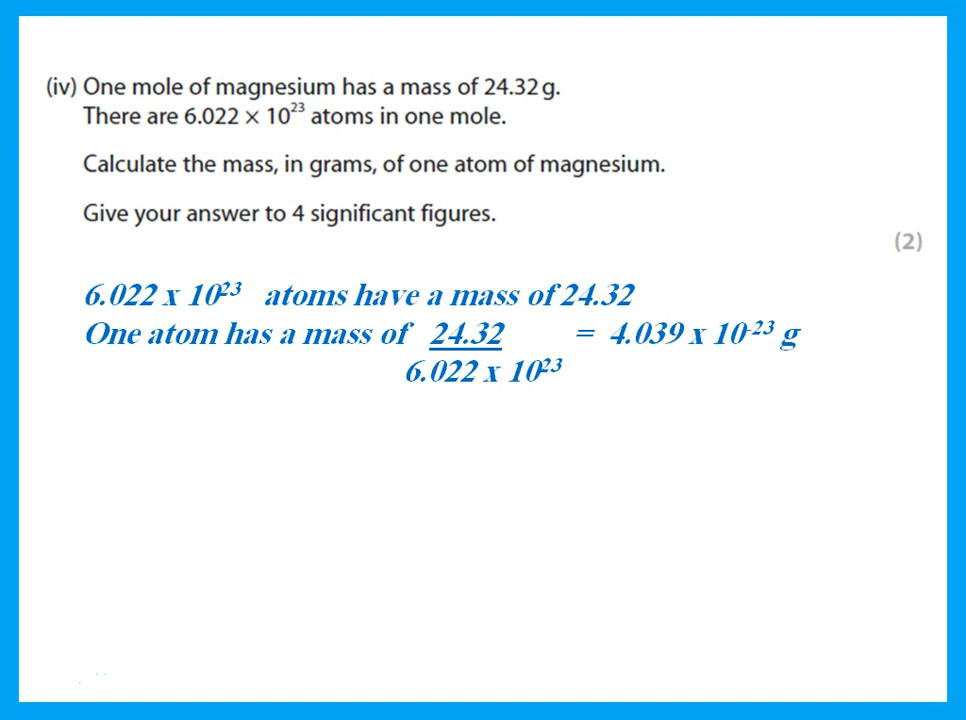 (iv) One mole of magnesium has a mass of 24.32 g.
There are 6.022 × 10²³ atoms in one mole.
Calculate the mass, in grams, of one atom of magnesium.
Give your answer to 4 significant figures.
(2)
6.022 x 10²³ atoms have a mass of 24.32
One atom has a mass of 24.32 = 4.039 x 10⁻²³ g
6.022 x 10²³